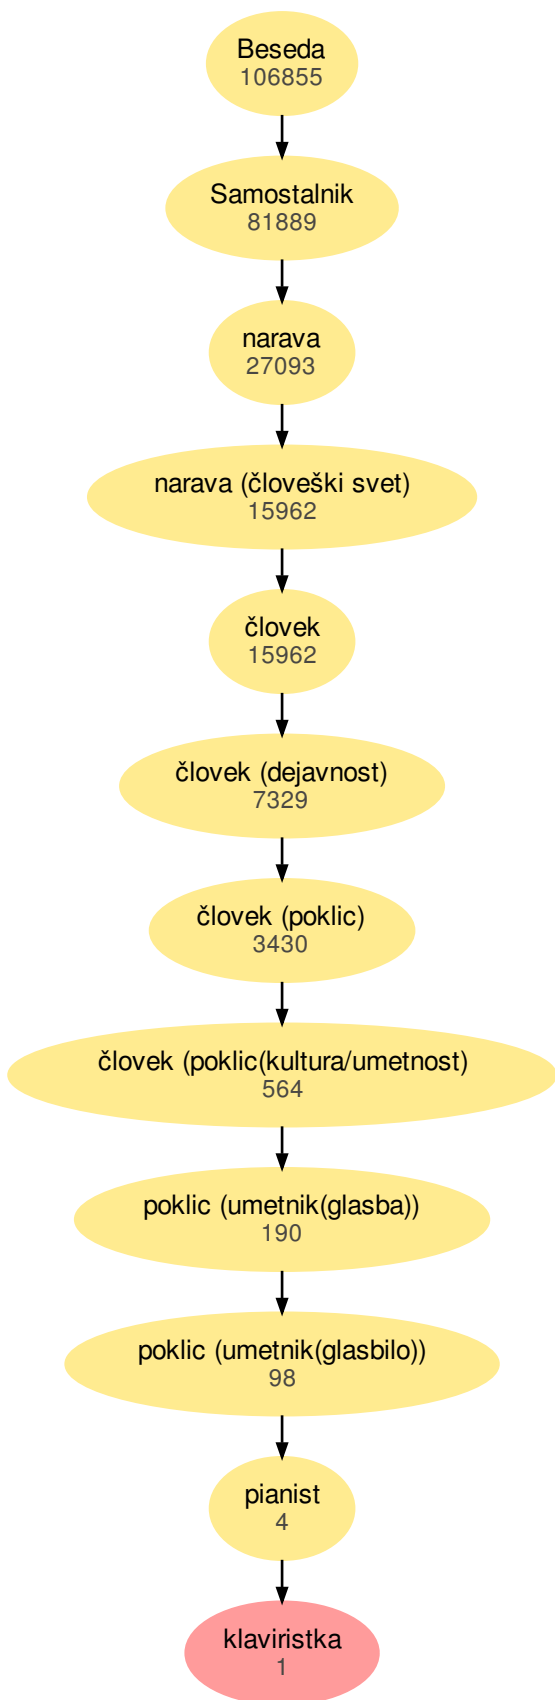 Beseda
106855
Samostalnik
81889
narava
27093
narava (človeški svet)
15962
človek
15962
človek (dejavnost)
7329
človek (poklic)
3430
človek (poklic(kultura/umetnost)
564
poklic (umetnik(glasba))
190
poklic (umetnik(glasbilo))
98
pianist
4
klaviristka
1